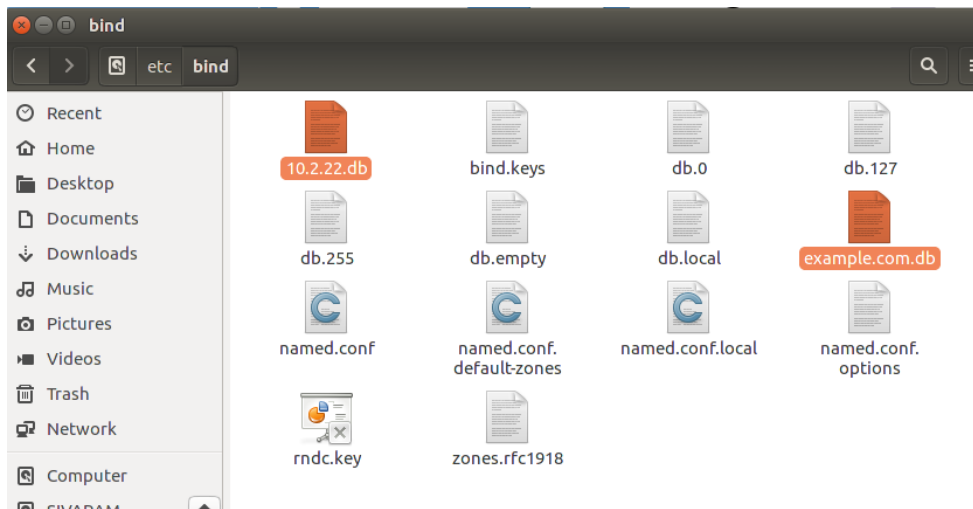 bind
etc bind
Recent
Home
Desktop
Documents
Downloads
Music
Pictures
Videos
Trash
Network
Computer
10.2.22.db bind.keys db.0 db.127
db.255 db.empty db.local example.com.db
named.conf named.conf. named.conf.local named.conf.
default-zones options
rndc.key zones.rfc1918